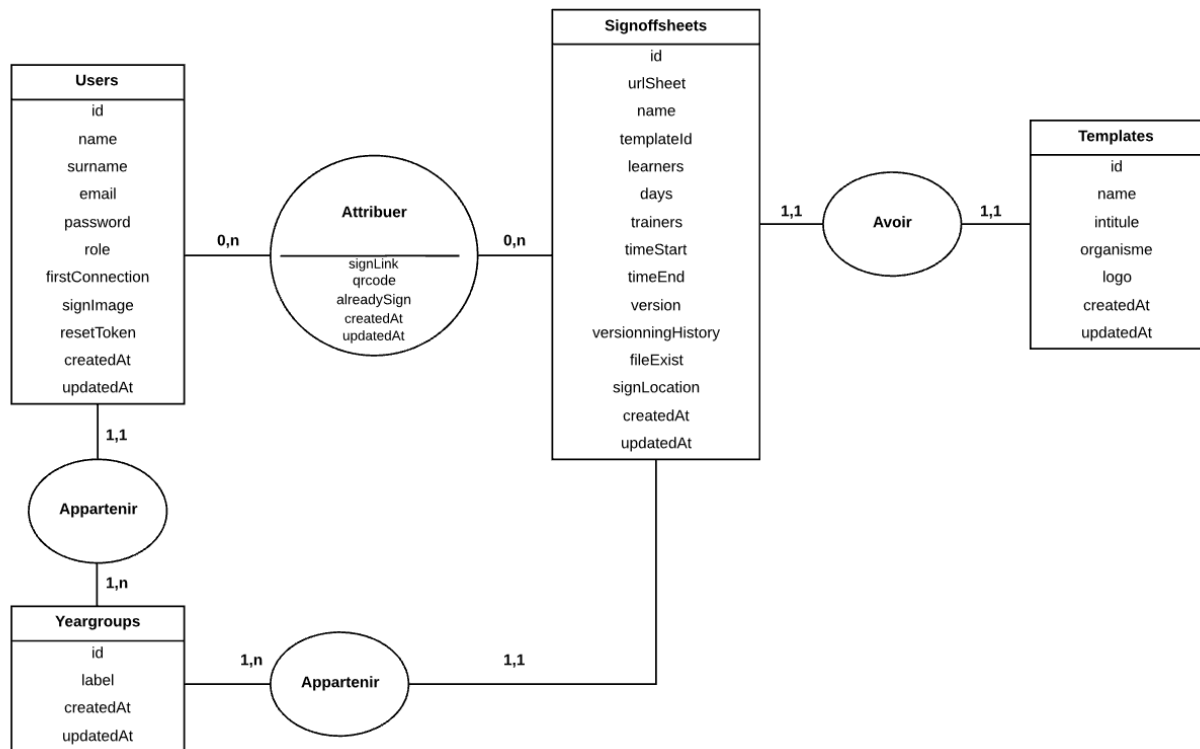 Signoffsheets
id
urlSheet
name
templateId
learners
days
trainers
timeStart
timeEnd
version
versionningHistory
fileExist
signLocation
createdAt
updatedAt
Users
id
name
surname
email
password
role
firstConnection
signImage
resetToken
createdAt
updatedAt
0,n
Attribuer
signLink
qrcode
alreadySign
createdAt
updatedAt
0,n
1,1
Avoir
1,1
Templates
id
name
intitule
organisme
logo
createdAt
updatedAt
1,1
Appartenir
1,n
Yeargroups
id
label
createdAt
updatedAt
1,n
Appartenir
1,1